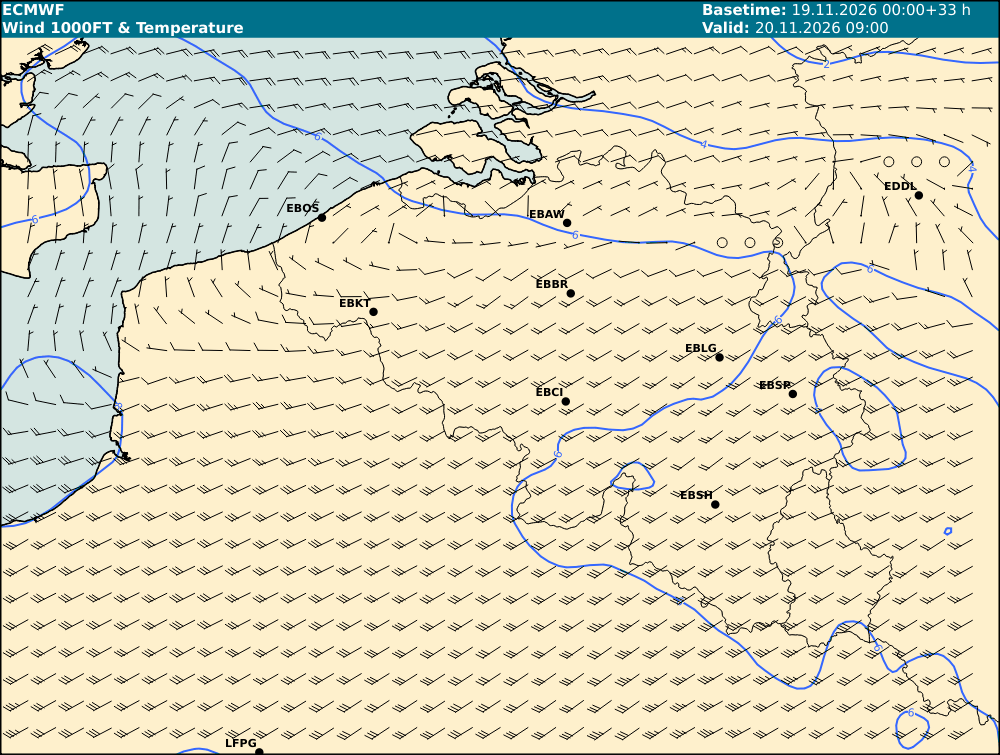 ECMWF
Basetime: 19.11.2026 00:00+33 h
Wind 1000FT & Temperature
Valid: 20.11.2026 09:00
2
6
4
4
EDDL
EBOS
EBAW
6
6
6
EBBR
EBKT
6
EBLG
EBSP
EBCI
6
6
EBSH
6
6
6
LFPG